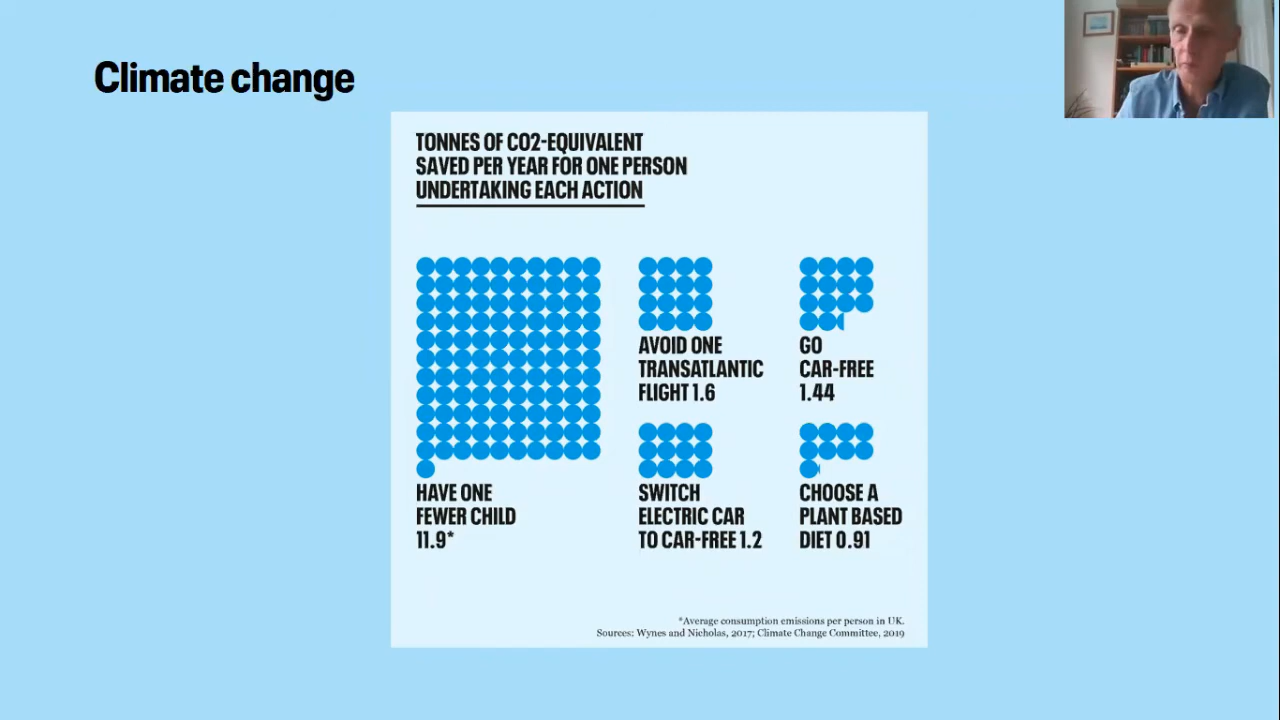 Climate change
TONNES OF CO2-EQUIVALENT
SAVED PER YEAR FOR ONE PERSON
UNDERTAKING EACH ACTION
HAVE ONE
FEWER CHILD
11.9*
AVOID ONE
TRANSATLANTIC
FLIGHT 1.6
GO
CAR-FREE
1.44
SWITCH
ELECTRIC CAR
TO CAR-FREE 1.2
CHOOSE A
PLANT BASED
DIET 0.91
*Average consumption emissions per person in UK.
Sources: Wynes and Nicholas, 2017; Climate Change Committee, 2019